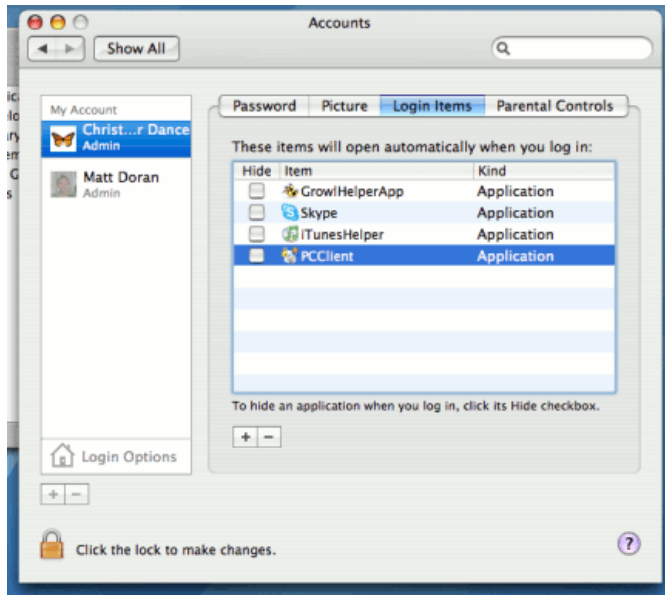 Accounts
Show All
My Account
Christ...r Dance
Admin
Matt Doran
Admin
Login Options
Password Picture Login Items Parental Controls
These items will open automatically when you log in:
Hide Item Kind
GrowlHelperApp Application
Skype Application
iTunesHelper Application
PCClient Application
To hide an application when you log in, click its Hide checkbox.
+ −
+ −
Click the lock to make changes.
?